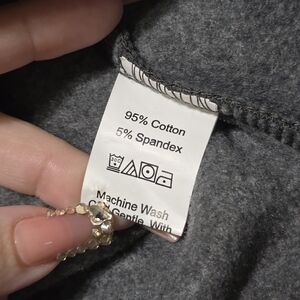 95% Cotton
5% Spandex
Machine Wash
Gentle, With